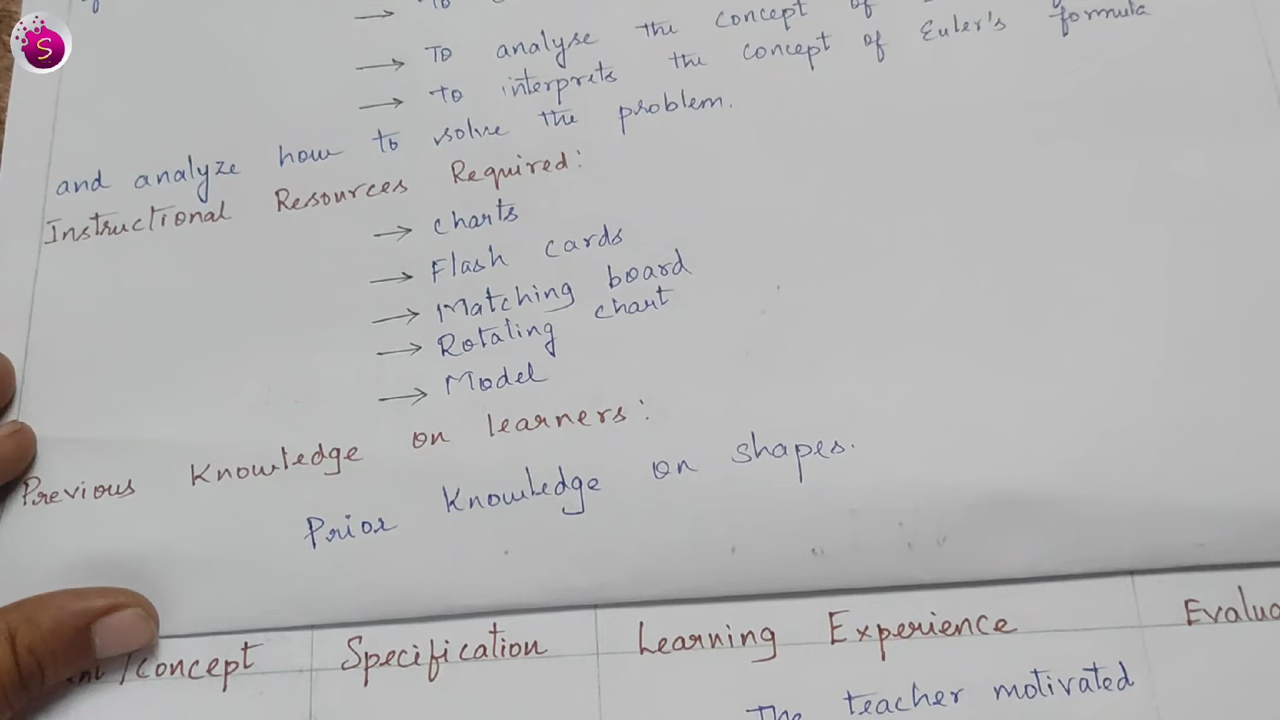 S
→ To
→ To analyse the concept of
→ To interprets the concept of Euler's formula
and analyze how to solve the problem.
Instructional Resources Required:
→ charts
→ Flash cards
→ Matching board
→ Rotating chart
→ Model
Previous Knowledge on learners:
Prior Knowledge on shapes.
/concept Specification Learning Experience
The teacher motivated